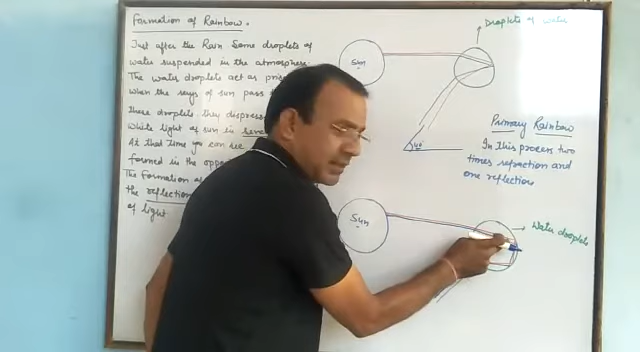 Formation of Rainbow.
Just after the Rain Some droplets of
water suspended in the atmosphere.
The water droplet act as
when the rays of sun pass
these droplet they dispress
white light of sun in
At that time you can see
formed in the
The formation
the reflection
of light
Droplets of water
Sun
Primary Rainbow
In this process two
times refraction and
one reflection
Sun
Water droplets